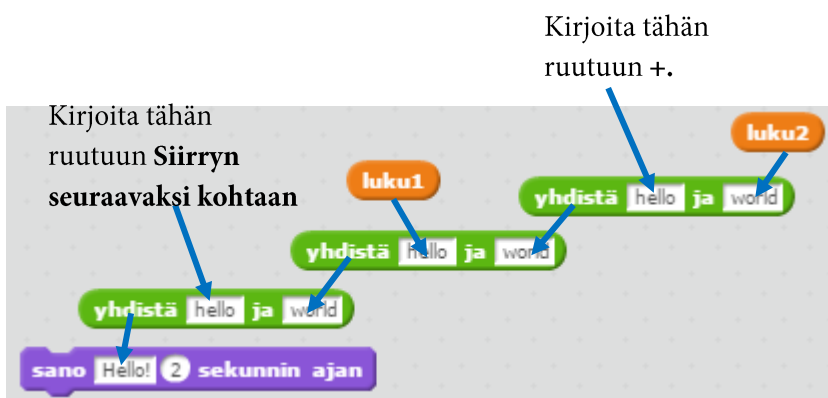 Kirjoita tähän
ruutuun +.
Kirjoita tähän
ruutuun Siirryn
seuraavaksi kohtaan
luku2
luku1
yhdistä hello ja world
yhdistä hello ja world
yhdistä hello ja world
sano Hello! 2 sekunnin ajan